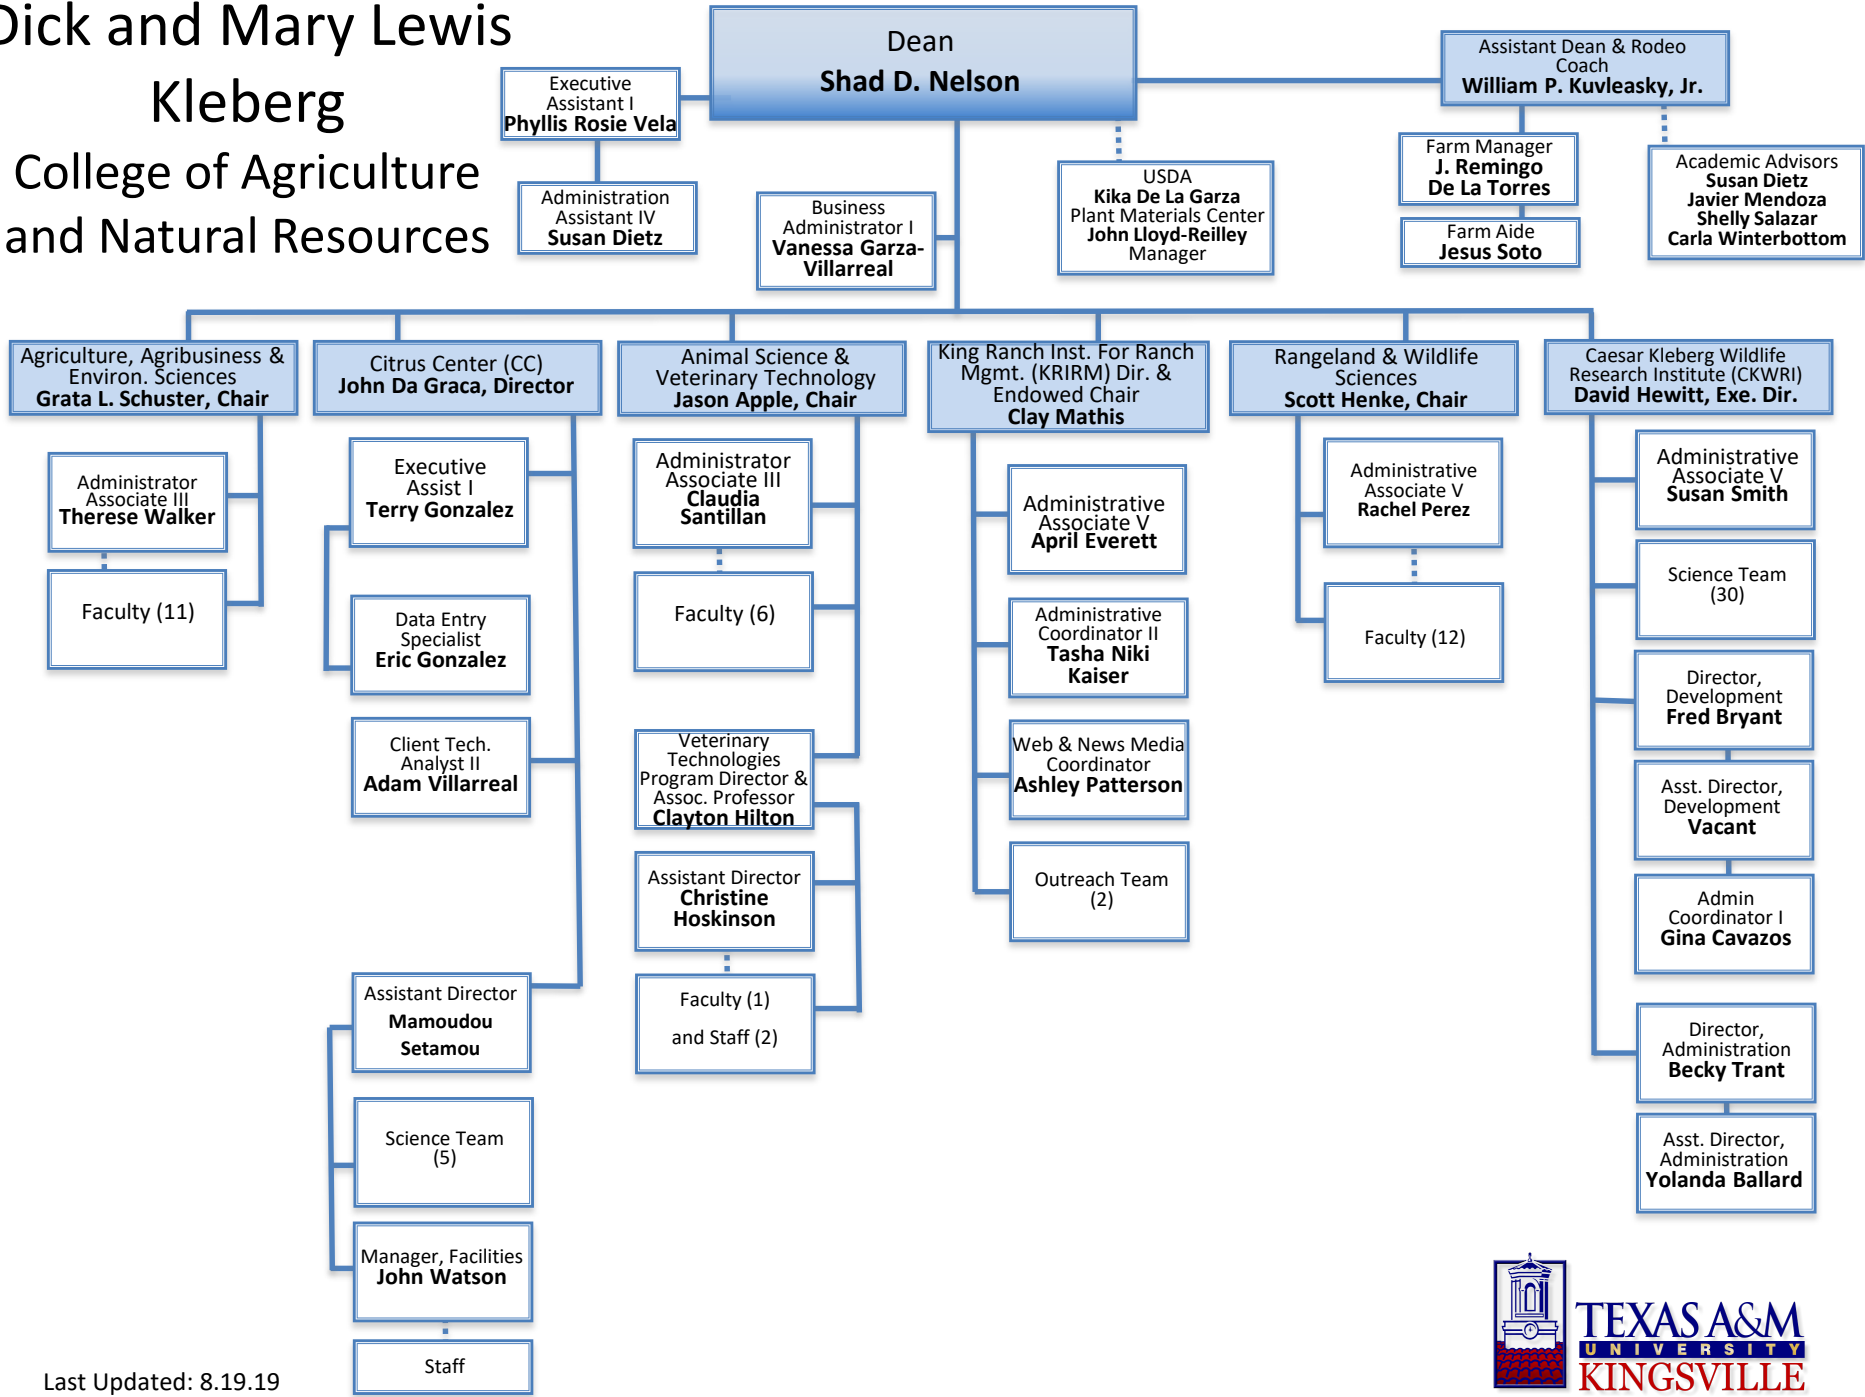 Dick and Mary Lewis
Kleberg
College of Agriculture
and Natural Resources
Dean
Shad D. Nelson
Executive
Assistant I
Phyllis Rosie Vela
Administration
Assistant IV
Susan Dietz
Business
Administrator I
Vanessa Garza-
Villarreal
USDA
Kika De La Garza
Plant Materials Center
John Lloyd-Reilley
Manager
Assistant Dean & Rodeo
Coach
William P. Kuvleasky, Jr.
Farm Manager
J. Remingo
De La Torres
Farm Aide
Jesus Soto
Academic Advisors
Susan Dietz
Javier Mendoza
Shelly Salazar
Carla Winterbottom
Agriculture, Agribusiness &
Environ. Sciences
Grata L. Schuster, Chair
Administrator
Associate III
Therese Walker
Faculty (11)
Citrus Center (CC)
John Da Graca, Director
Executive
Assist I
Terry Gonzalez
Data Entry
Specialist
Eric Gonzalez
Client Tech.
Analyst II
Adam Villarreal
Assistant Director
Mamoudou
Setamou
Science Team
(5)
Manager, Facilities
John Watson
Staff
Animal Science &
Veterinary Technology
Jason Apple, Chair
Administrator
Associate III
Claudia
Santillan
Faculty (6)
Veterinary
Technologies
Program Director &
Assoc. Professor
Clayton Hilton
Assistant Director
Christine
Hoskinson
Faculty (1)
and Staff (2)
King Ranch Inst. For Ranch
Mgmt. (KRIRM) Dir. &
Endowed Chair
Clay Mathis
Administrative
Associate V
April Everett
Administrative
Coordinator II
Tasha Niki
Kaiser
Web & News Media
Coordinator
Ashley Patterson
Outreach Team
(2)
Rangeland & Wildlife
Sciences
Scott Henke, Chair
Administrative
Associate V
Rachel Perez
Faculty (12)
Caesar Kleberg Wildlife
Research Institute (CKWRI)
David Hewitt, Exe. Dir.
Administrative
Associate V
Susan Smith
Science Team
(30)
Director,
Development
Fred Bryant
Asst. Director,
Development
Vacant
Admin
Coordinator I
Gina Cavazos
Director,
Administration
Becky Trant
Asst. Director,
Administration
Yolanda Ballard
Last Updated: 8.19.19
TEXAS A&M
UNIVERSITY
KINGSVILLE